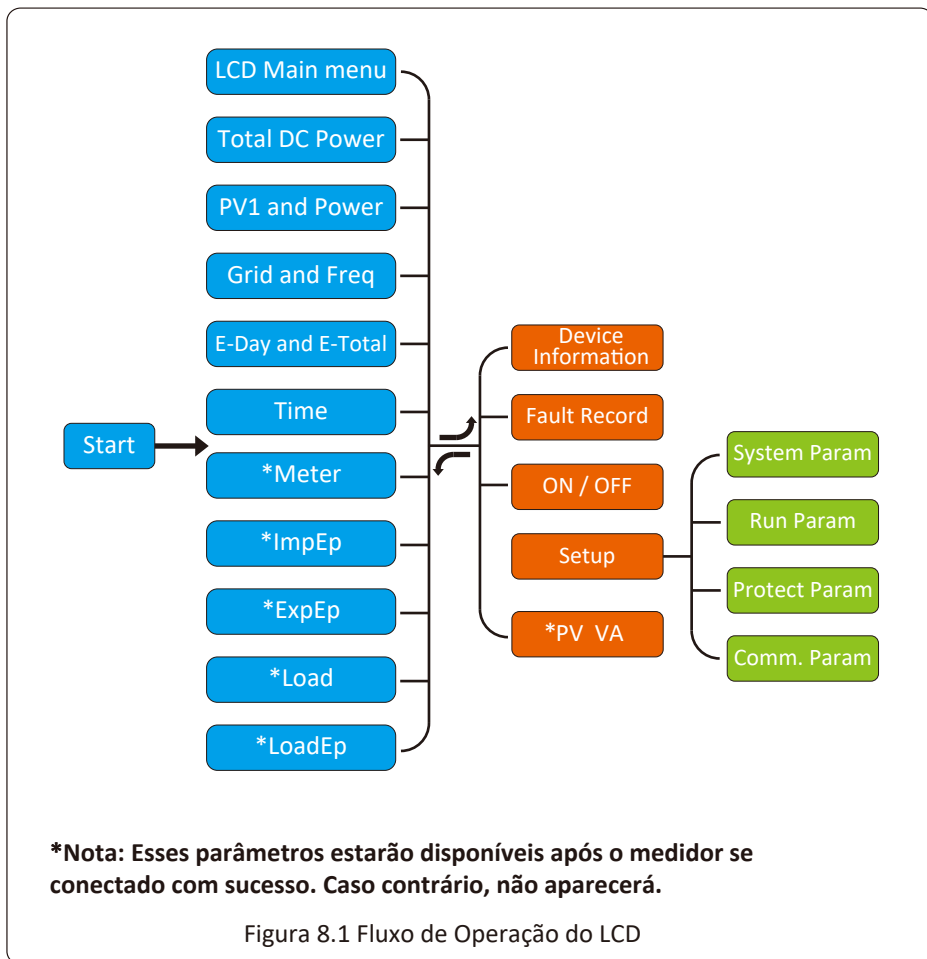 LCD Main menu
Total DC Power
PV1 and Power
Grid and Freq
E-Day and E-Total
Time
Start
*Meter
*ImpEp
*ExpEp
*Load
*LoadEp
Device
Information
Fault Record
ON / OFF
Setup
*PV VA
System Param
Run Param
Protect Param
Comm. Param
*Nota: Esses parâmetros estarão disponíveis após o medidor se
conectado com sucesso. Caso contrário, não aparecerá.
Figura 8.1 Fluxo de Operação do LCD